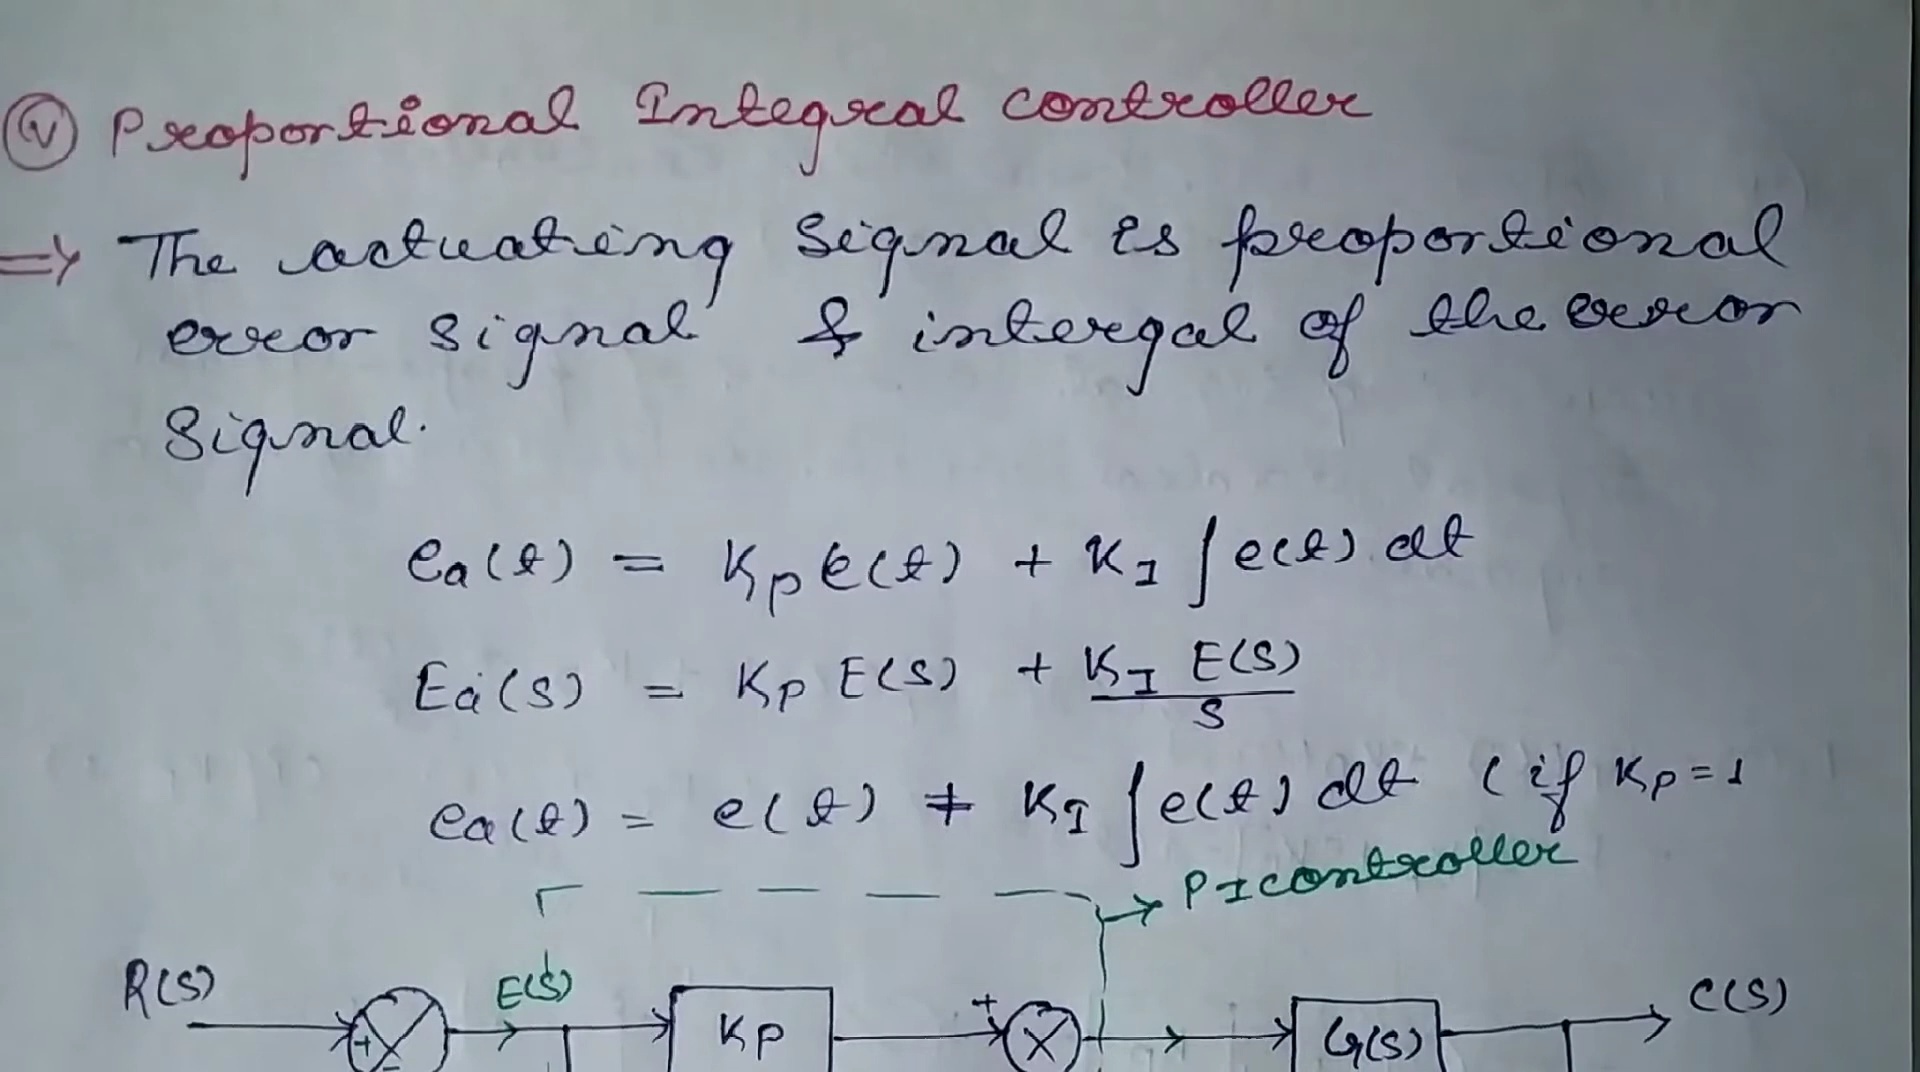 (V) Proportional Integral controller
=> The actuating signal is proportional
error signal & intergal of the error
signal.
ea(t) = Kp e(t) + KI ∫e(t) dt
Ea(s) = Kp E(s) + KI E(s)
s
ea(t) = e(t) + KI ∫e(t) dt (if Kp=1
PI controller
R(s) E(s) C(s)
+ - Kp + X G(s)